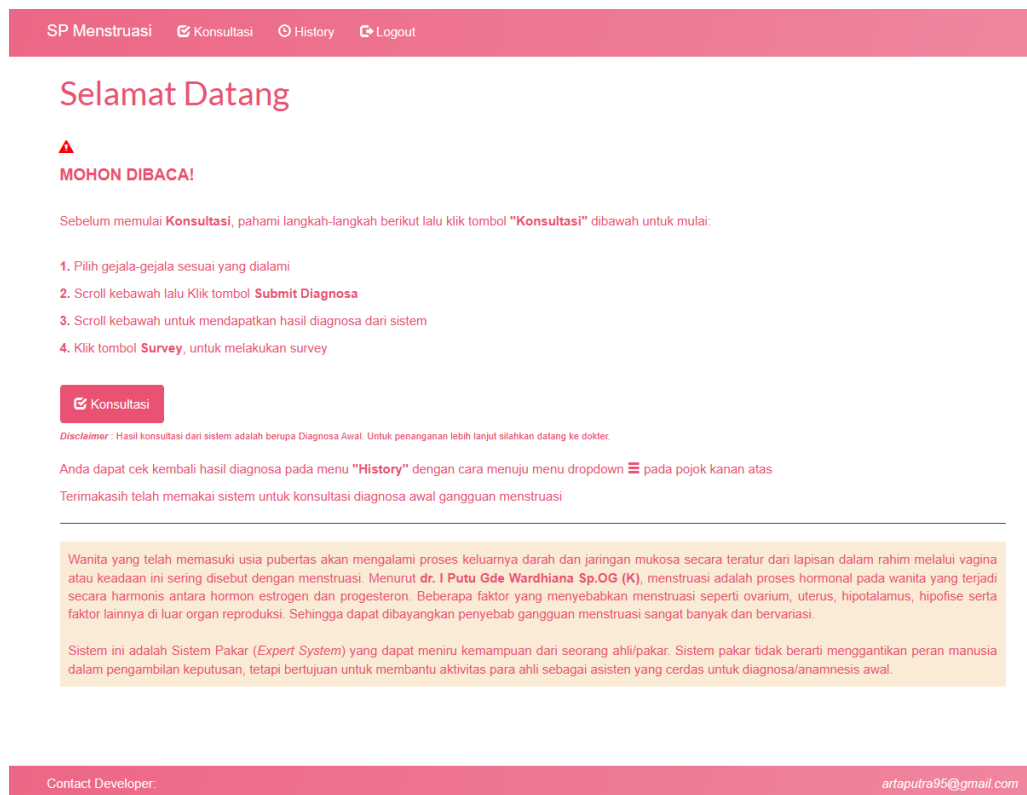 SP Menstruasi Konsultasi History Logout
Selamat Datang
MOHON DIBACA!
Sebelum memulai Konsultasi, pahami langkah-langkah berikut lalu klik tombol "Konsultasi" dibawah untuk mulai:
1. Pilih gejala-gejala sesuai yang dialami
2. Scroll kebawah lalu Klik tombol Submit Diagnosa
3. Scroll kebawah untuk mendapatkan hasil diagnosa dari sistem
4. Klik tombol Survey, untuk melakukan survey
Konsultasi
Disclaimer : Hasil konsultasi dari sistem adalah berupa Diagnosa Awal. Untuk penanganan lebih lanjut silahkan datang ke dokter.
Anda dapat cek kembali hasil diagnosa pada menu "History" dengan cara menuju menu dropdown ☰ pada pojok kanan atas
Terimakasih telah memakai sistem untuk konsultasi diagnosa awal gangguan menstruasi
Wanita yang telah memasuki usia pubertas akan mengalami proses keluarnya darah dan jaringan mukosa secara teratur dari lapisan dalam rahim melalui vagina
atau keadaan ini sering disebut dengan menstruasi. Menurut dr. I Putu Gde Wardhiana Sp.OG (K), menstruasi adalah proses hormonal pada wanita yang terjadi
secara harmonis antara hormon estrogen dan progesteron. Beberapa faktor yang menyebabkan menstruasi seperti ovarium, uterus, hipotalamus, hipofise serta
faktor lainnya di luar organ reproduksi. Sehingga dapat dibayangkan penyebab gangguan menstruasi sangat banyak dan bervariasi.
Sistem ini adalah Sistem Pakar (Expert System) yang dapat meniru kemampuan dari seorang ahli/pakar. Sistem pakar tidak berarti menggantikan peran manusia
dalam pengambilan keputusan, tetapi bertujuan untuk membantu aktivitas para ahli sebagai asisten yang cerdas untuk diagnosa/anamnesis awal.
Contact Developer: artaputra95@gmail.com